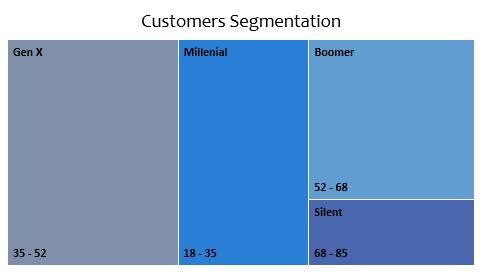 Customers Segmentation
Gen X
35 - 52
Millenial
18 - 35
Boomer
52 - 68
Silent
68 - 85